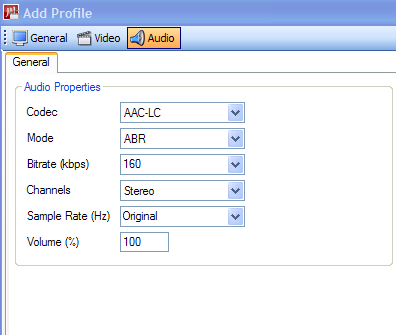 Add Profile
General Video Audio
General
Audio Properties
Codec AAC-LC
Mode ABR
Bitrate (kbps) 160
Channels Stereo
Sample Rate (Hz) Original
Volume (%) 100